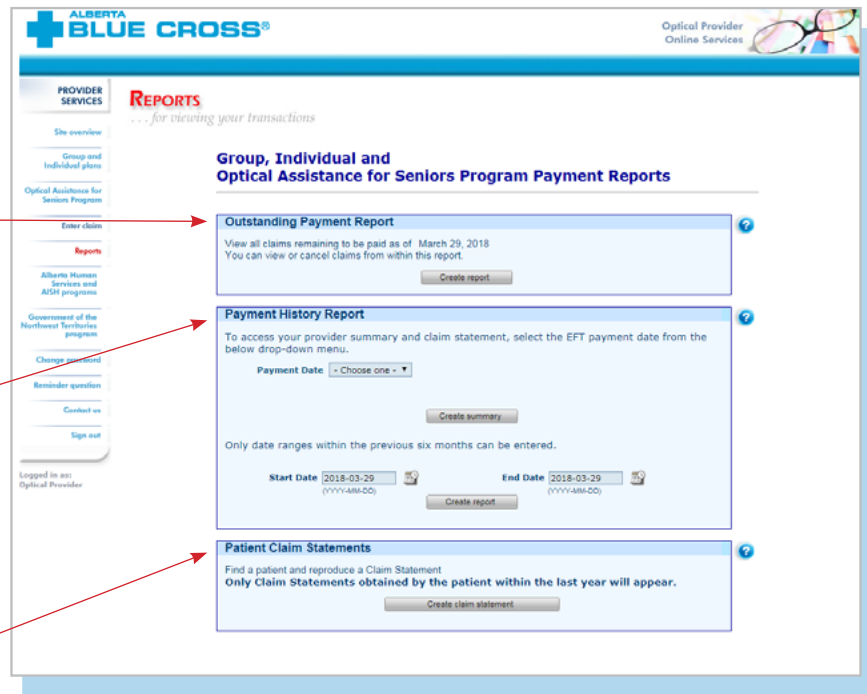 ALBERTA
BLUE CROSS®
Optical Provider
Online Services
PROVIDER
SERVICES
Site overview
Group and
Individual plans
Optical Assistance for
Seniors Program
Enter claim
Reports
Alberta Human
Services and
AISH programs
Government of the
Northwest Territories
program
Change password
Reminder question
Contact us
Sign out
Logged in as:
Optical Provider
REPORTS
. . . for viewing your transactions
Group, Individual and
Optical Assistance for Seniors Program Payment Reports
Outstanding Payment Report
View all claims remaining to be paid as of March 29, 2018
You can view or cancel claims from within this report.
Create report
Payment History Report
To access your provider summary and claim statement, select the EFT payment date from the
below drop-down menu.
Payment Date - Choose one -
Create summary
Only date ranges within the previous six months can be entered.
Start Date 2018-03-29 End Date 2018-03-29
(YYYY-MM-DD) (YYYY-MM-DD)
Create report
Patient Claim Statements
Find a patient and reproduce a Claim Statement
Only Claim Statements obtained by the patient within the last year will appear.
Create claim statement